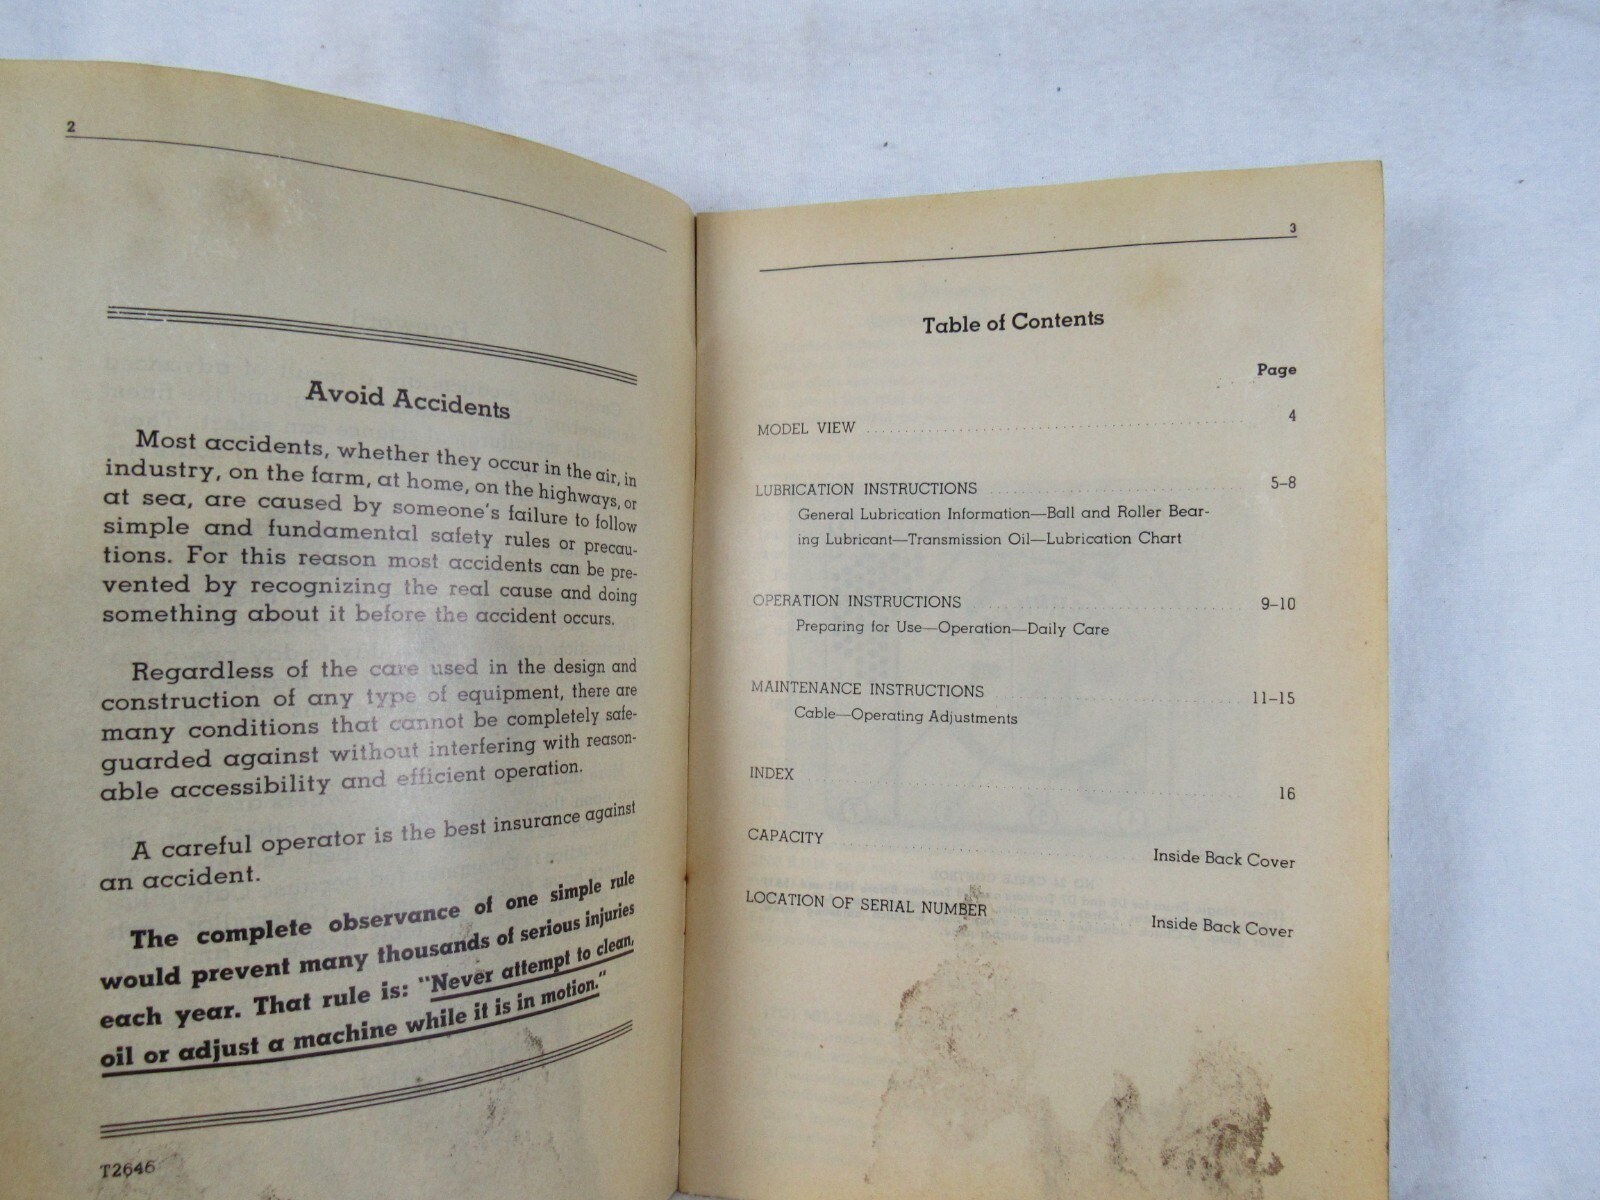 2
Avoid Accidents
Most accidents, whether they occur in the air, in
industry, on the farm, at home, on the highways, or
at sea, are caused by someone's failure to follow
simple and fundamental safety rules or precau-
tions. For this reason most accidents can be pre-
vented by recognizing the real cause and doing
something about it before the accident occurs.
Regardless of the care used in the design and
construction of any type of equipment, there are
many conditions that cannot be completely safe-
guarded against without interfering with reason-
able accessibility and efficient operation.
A careful operator is the best insurance against
an accident.
The complete observance of one simple rule
would prevent many thousands of serious injuries
each year. That rule is: "Never attempt to clean,
oil or adjust a machine while it is in motion."
T2646
3
Table of Contents
Page
MODEL VIEW 4
LUBRICATION INSTRUCTIONS 5-8
General Lubrication Information—Ball and Roller Bear-
ing Lubricant—Transmission Oil—Lubrication Chart
OPERATION INSTRUCTIONS 9-10
Preparing for Use—Operation—Daily Care
MAINTENANCE INSTRUCTIONS 11-15
Cable—Operating Adjustments
INDEX 16
CAPACITY Inside Back Cover
LOCATION OF SERIAL NUMBER Inside Back Cover